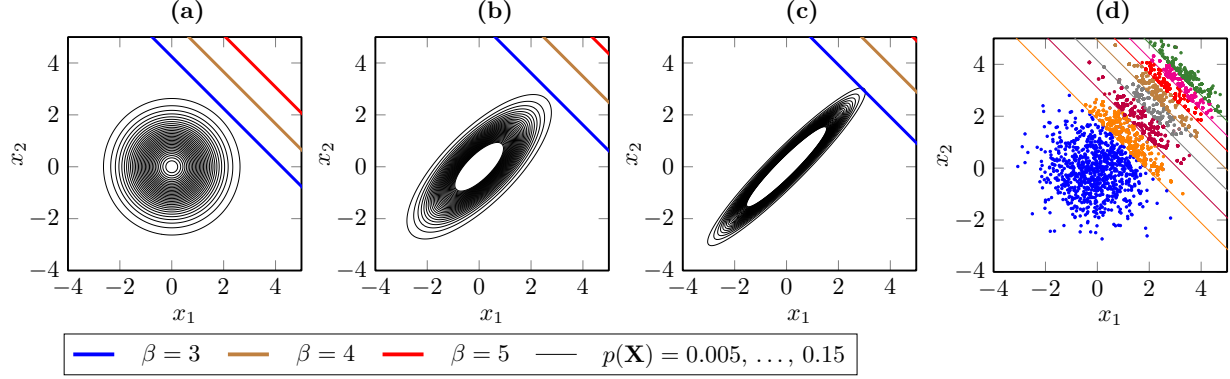 (a)
(b)
(c)
(d)
4
2
0
−2
−4
x₂
−4 −2 0 2 4
x₁
4
2
0
−2
−4
x₂
−4 −2 0 2 4
x₁
4
2
0
−2
−4
x₂
−4 −2 0 2 4
x₁
4
2
0
−2
−4
x₂
−4 −2 0 2 4
x₁
β = 3 β = 4 β = 5 p(X) = 0.005, …, 0.15